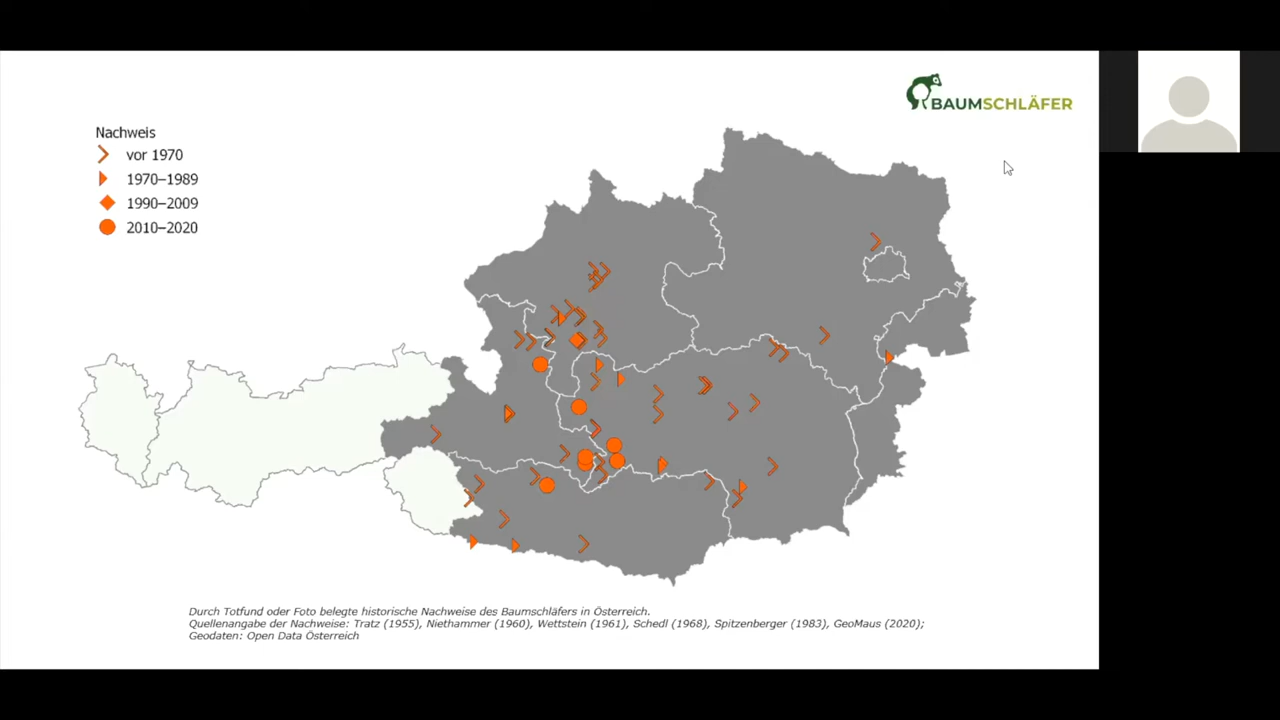 BAUMSCHLÄFER
Nachweis
vor 1970
1970–1989
1990–2009
2010–2020
Durch Totfund oder Foto belegte historische Nachweise des Baumschläfers in Österreich.
Quellenangabe der Nachweise: Tratz (1955), Niethammer (1960), Wettstein (1961), Schedl (1968), Spitzenberger (1983), GeoMaus (2020);
Geodaten: Open Data Österreich